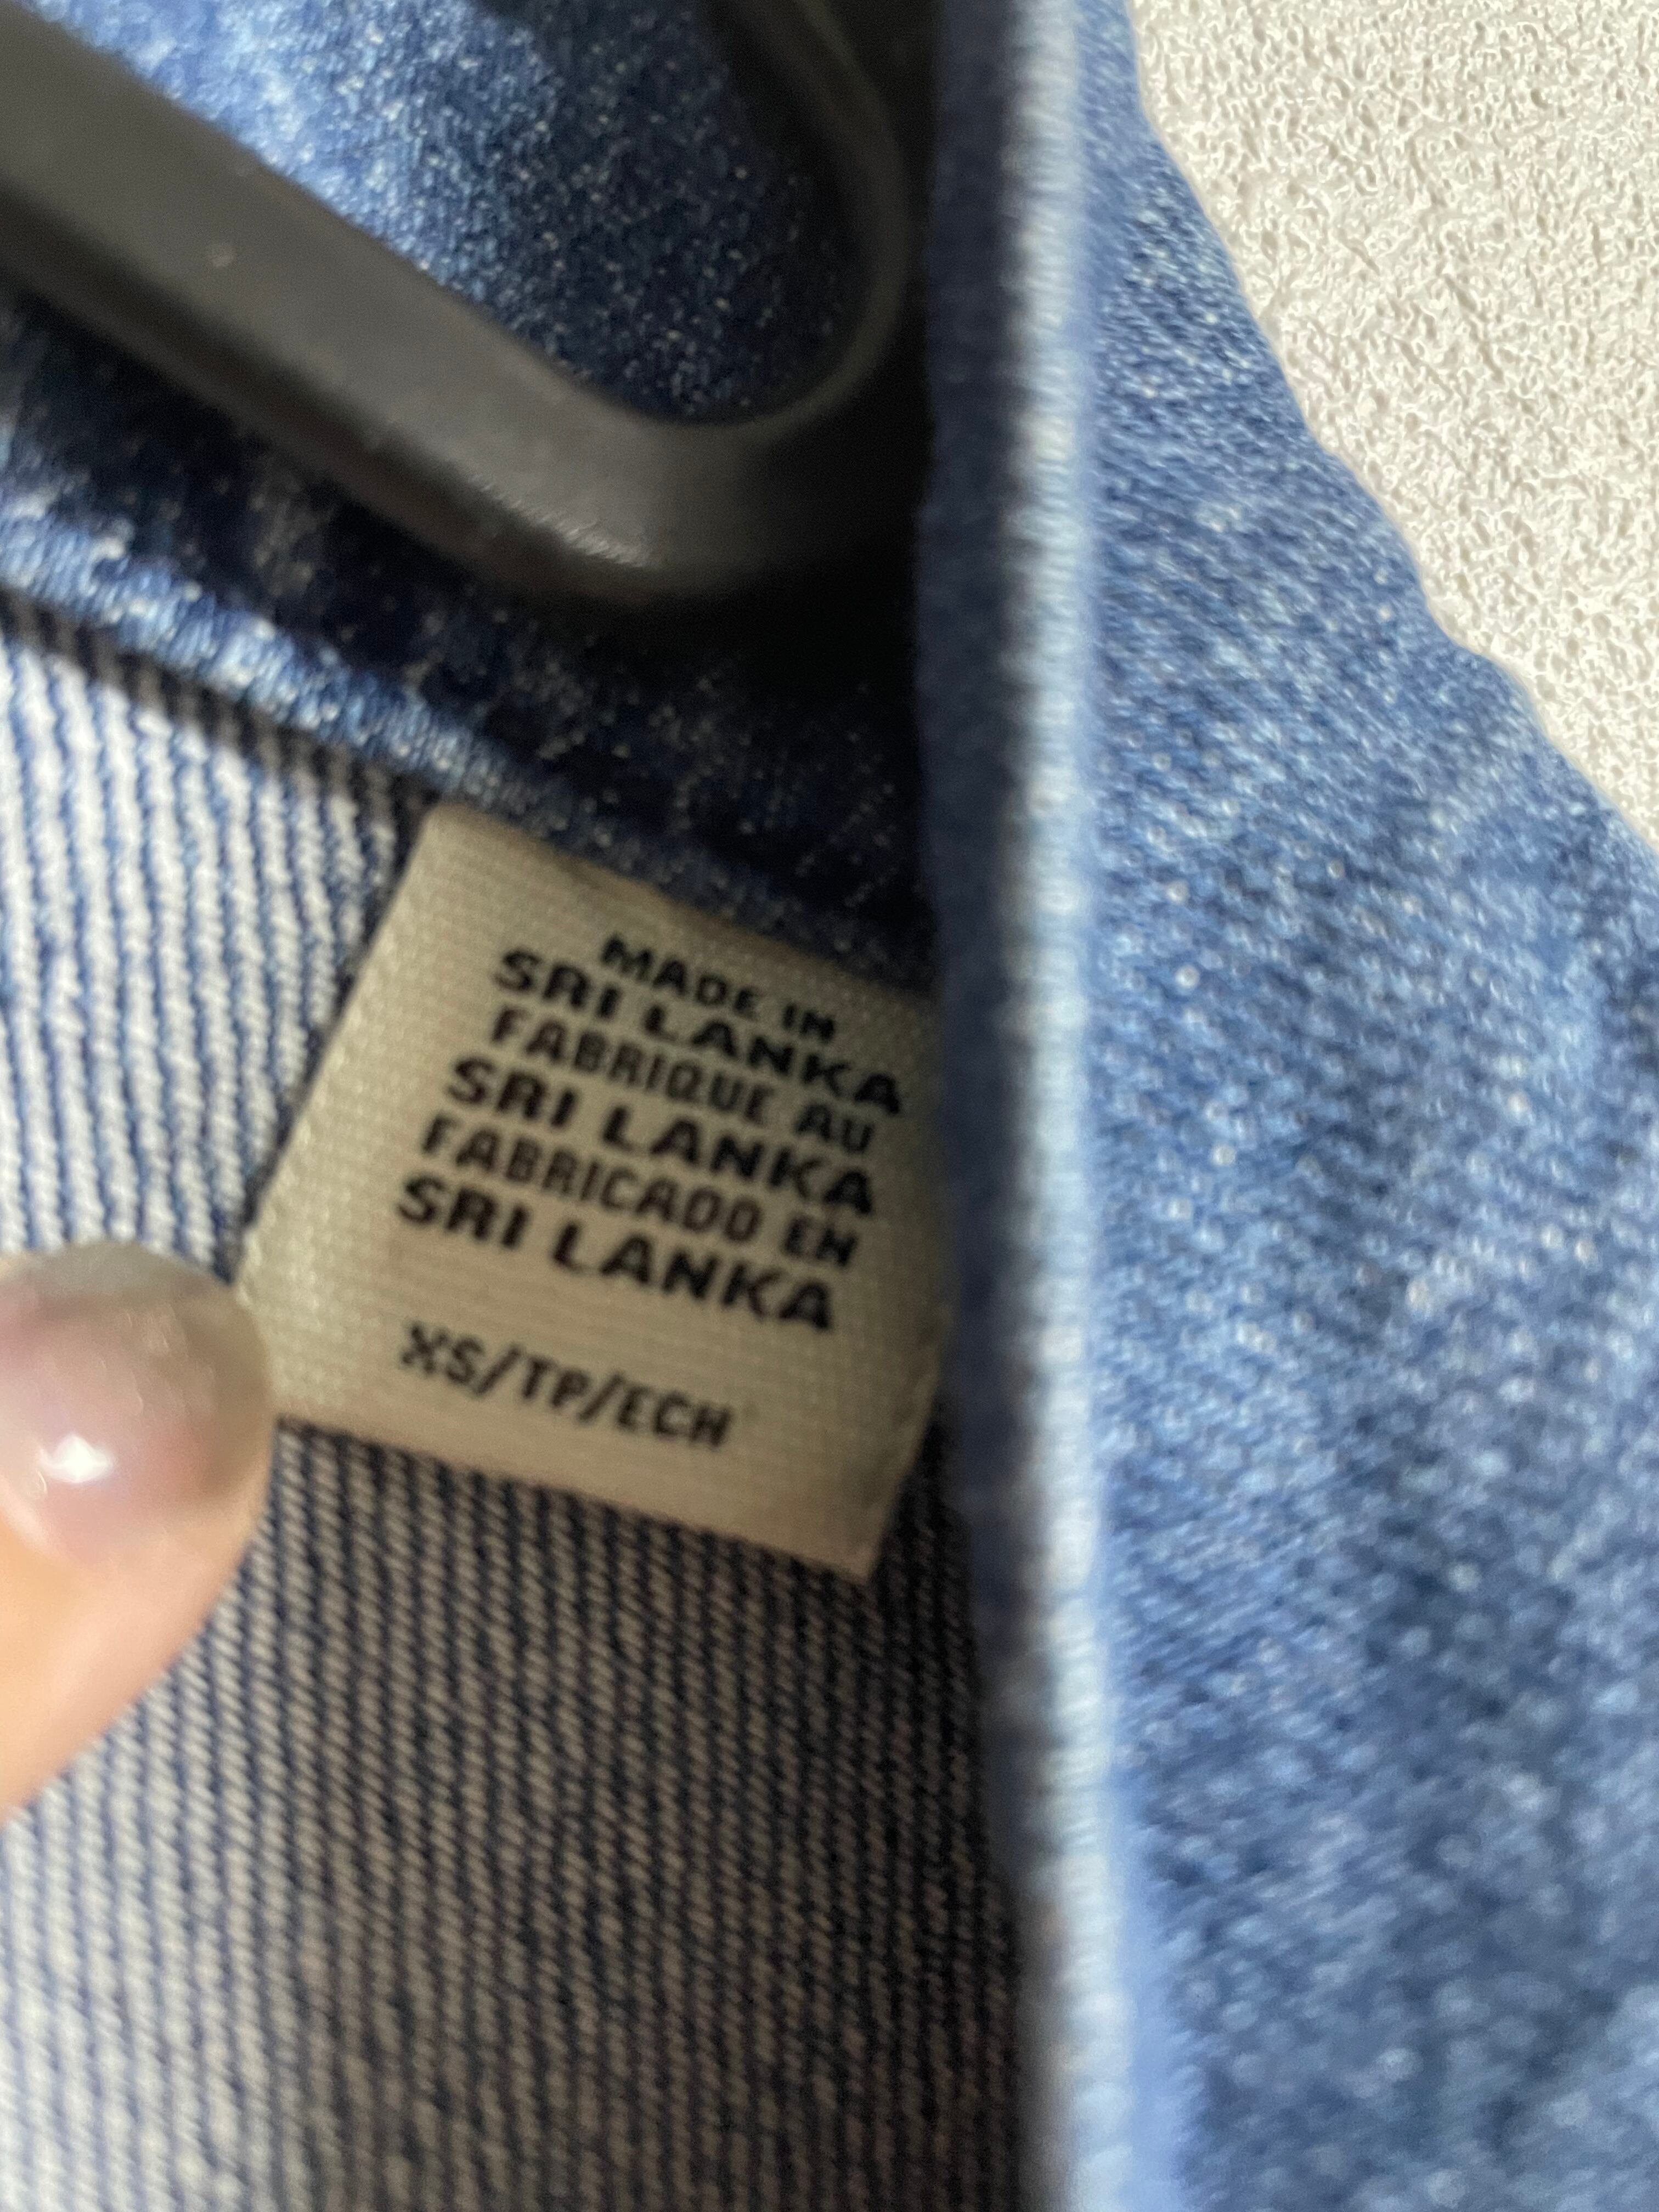 MADE IN
SRI LANKA
FABRIQUE AU
SRI LANKA
FABRICADO EN
SRI LANKA
XS/TP/ECH